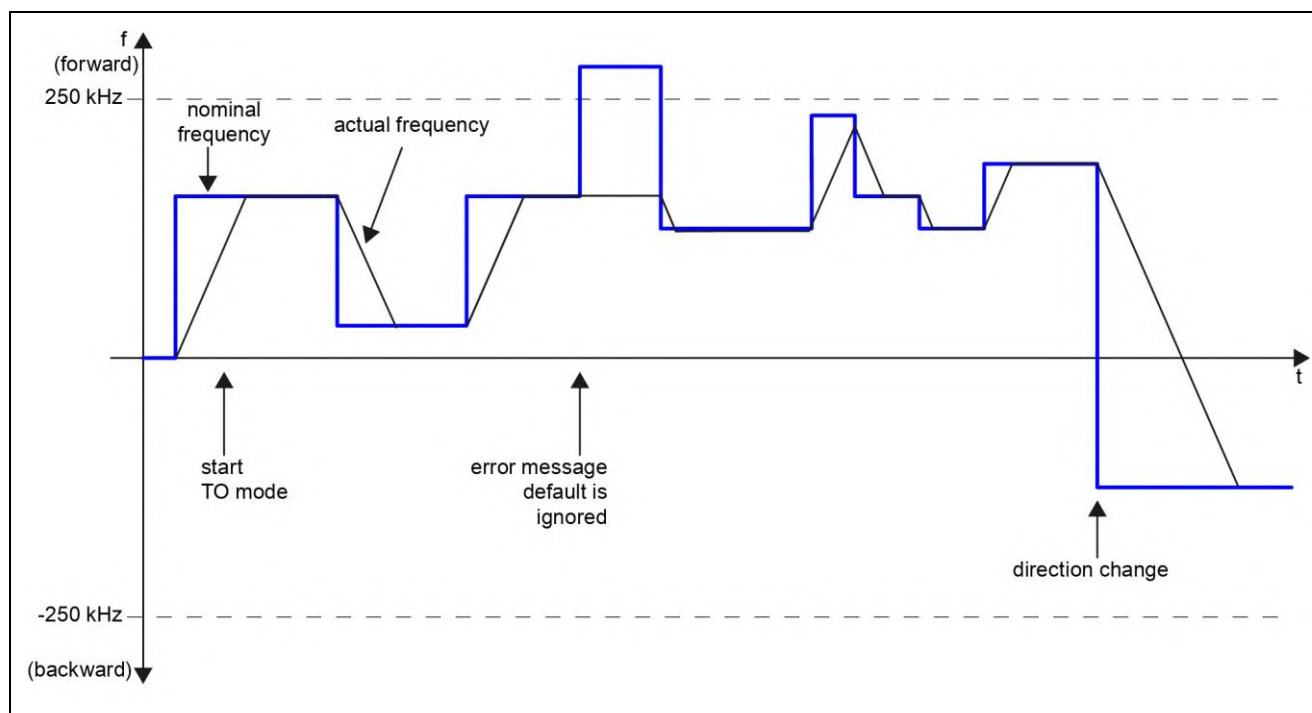 f
(forward)
250 kHz
nominal
frequency
actual frequency
t
start
TO mode
error message
default is
ignored
direction change
-250 kHz
(backward)